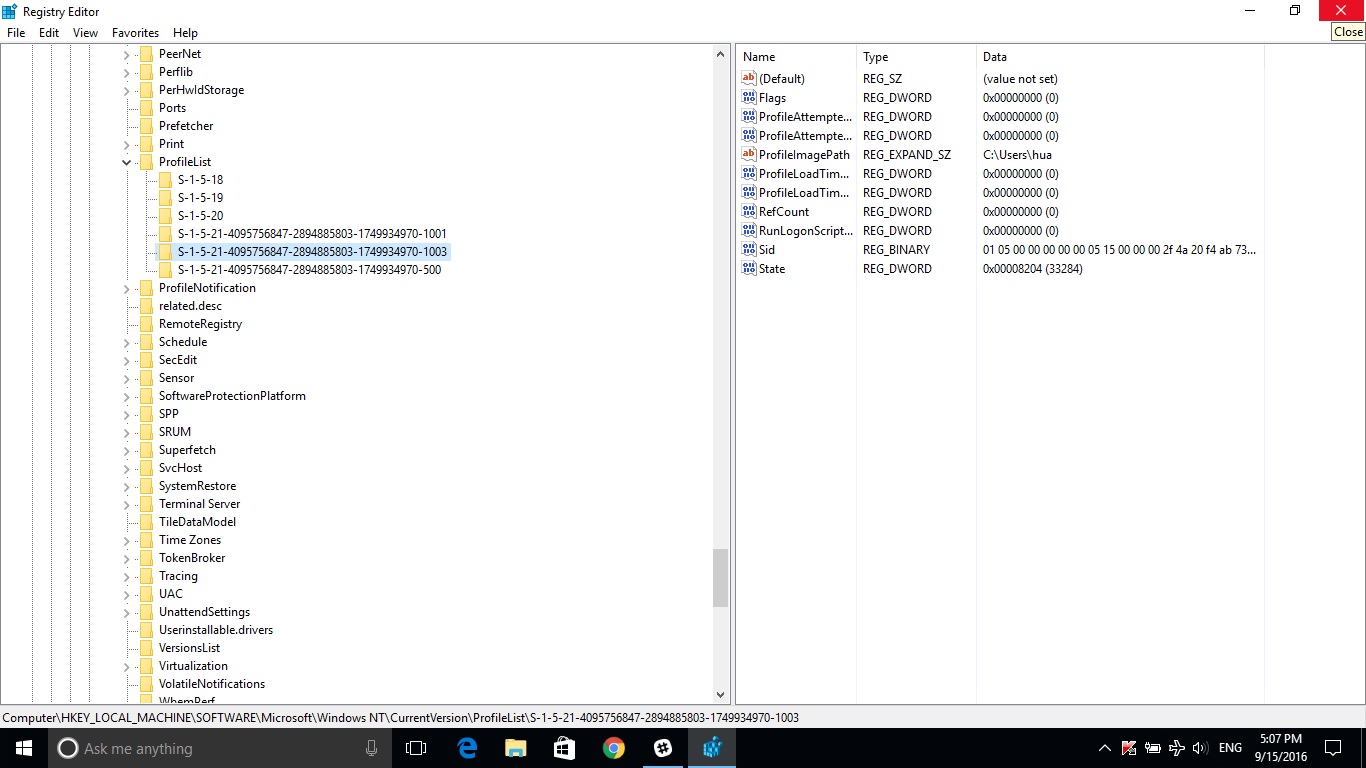 Registry Editor
Close
File Edit View Favorites Help
PeerNet
Perflib
PerHwIdStorage
Ports
Prefetcher
Print
ProfileList
S-1-5-18
S-1-5-19
S-1-5-20
S-1-5-21-4095756847-2894885803-1749934970-1001
S-1-5-21-4095756847-2894885803-1749934970-1003
S-1-5-21-4095756847-2894885803-1749934970-500
ProfileNotification
related.desc
RemoteRegistry
Schedule
SecEdit
Sensor
SoftwareProtectionPlatform
SPP
SRUM
Superfetch
SvcHost
SystemRestore
Terminal Server
TileDataModel
Time Zones
TokenBroker
Tracing
UAC
UnattendSettings
Userinstallable.drivers
VersionsList
Virtualization
VolatileNotifications
WbemPerf
Name Type Data
(Default) REG_SZ (value not set)
Flags REG_DWORD 0x00000000 (0)
ProfileAttempte... REG_DWORD 0x00000000 (0)
ProfileAttempte... REG_DWORD 0x00000000 (0)
ProfileImagePath REG_EXPAND_SZ C:\Users\hua
ProfileLoadTim... REG_DWORD 0x00000000 (0)
ProfileLoadTim... REG_DWORD 0x00000000 (0)
RefCount REG_DWORD 0x00000000 (0)
RunLogonScript... REG_DWORD 0x00000000 (0)
Sid REG_BINARY 01 05 00 00 00 00 00 05 15 00 00 00 2f 4a 20 f4 ab 73...
State REG_DWORD 0x00008204 (33284)
Computer\HKEY_LOCAL_MACHINE\SOFTWARE\Microsoft\Windows NT\CurrentVersion\ProfileList\S-1-5-21-4095756847-2894885803-1749934970-1003
Ask me anything
ENG
5:07 PM
9/15/2016